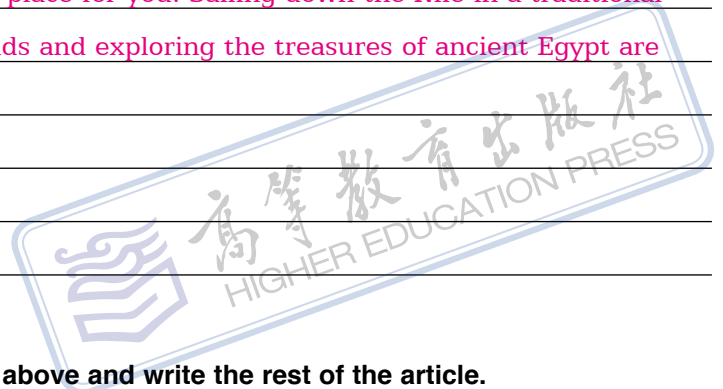 place for you. Sailing down the Nile in a traditional
ds and exploring the treasures of ancient Egypt are
高等教育出版社
HIGHER EDUCATION PRESS
above and write the rest of the article.